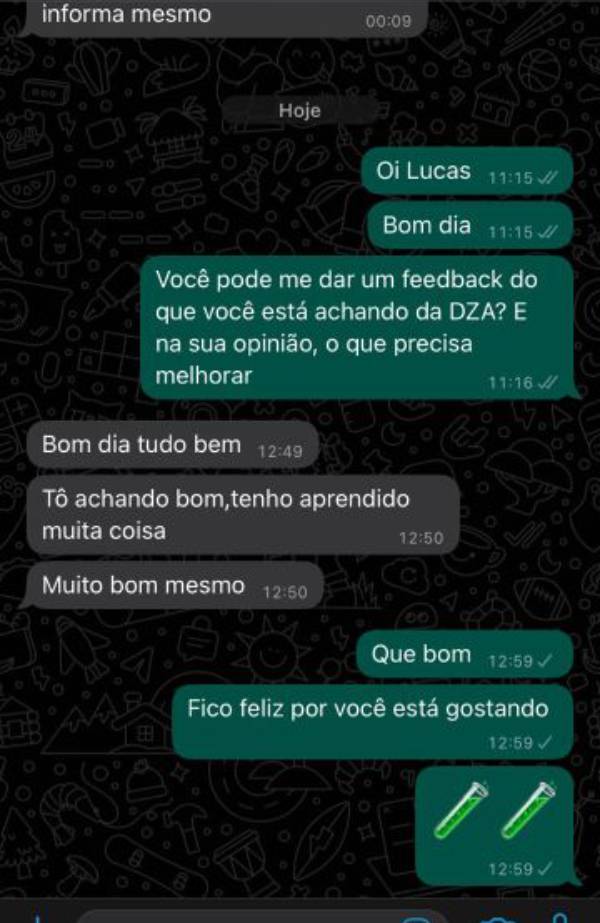 informa mesmo 00:09
Hoje
Oi Lucas 11:15
Bom dia 11:15
Você pode me dar um feedback do
que você está achando da DZA? E
na sua opinião, o que precisa
melhorar 11:16
Bom dia tudo bem 12:49
Tô achando bom,tenho aprendido
muita coisa 12:50
Muito bom mesmo 12:50
Que bom 12:59
Fico feliz por você está gostando
12:59
12:59